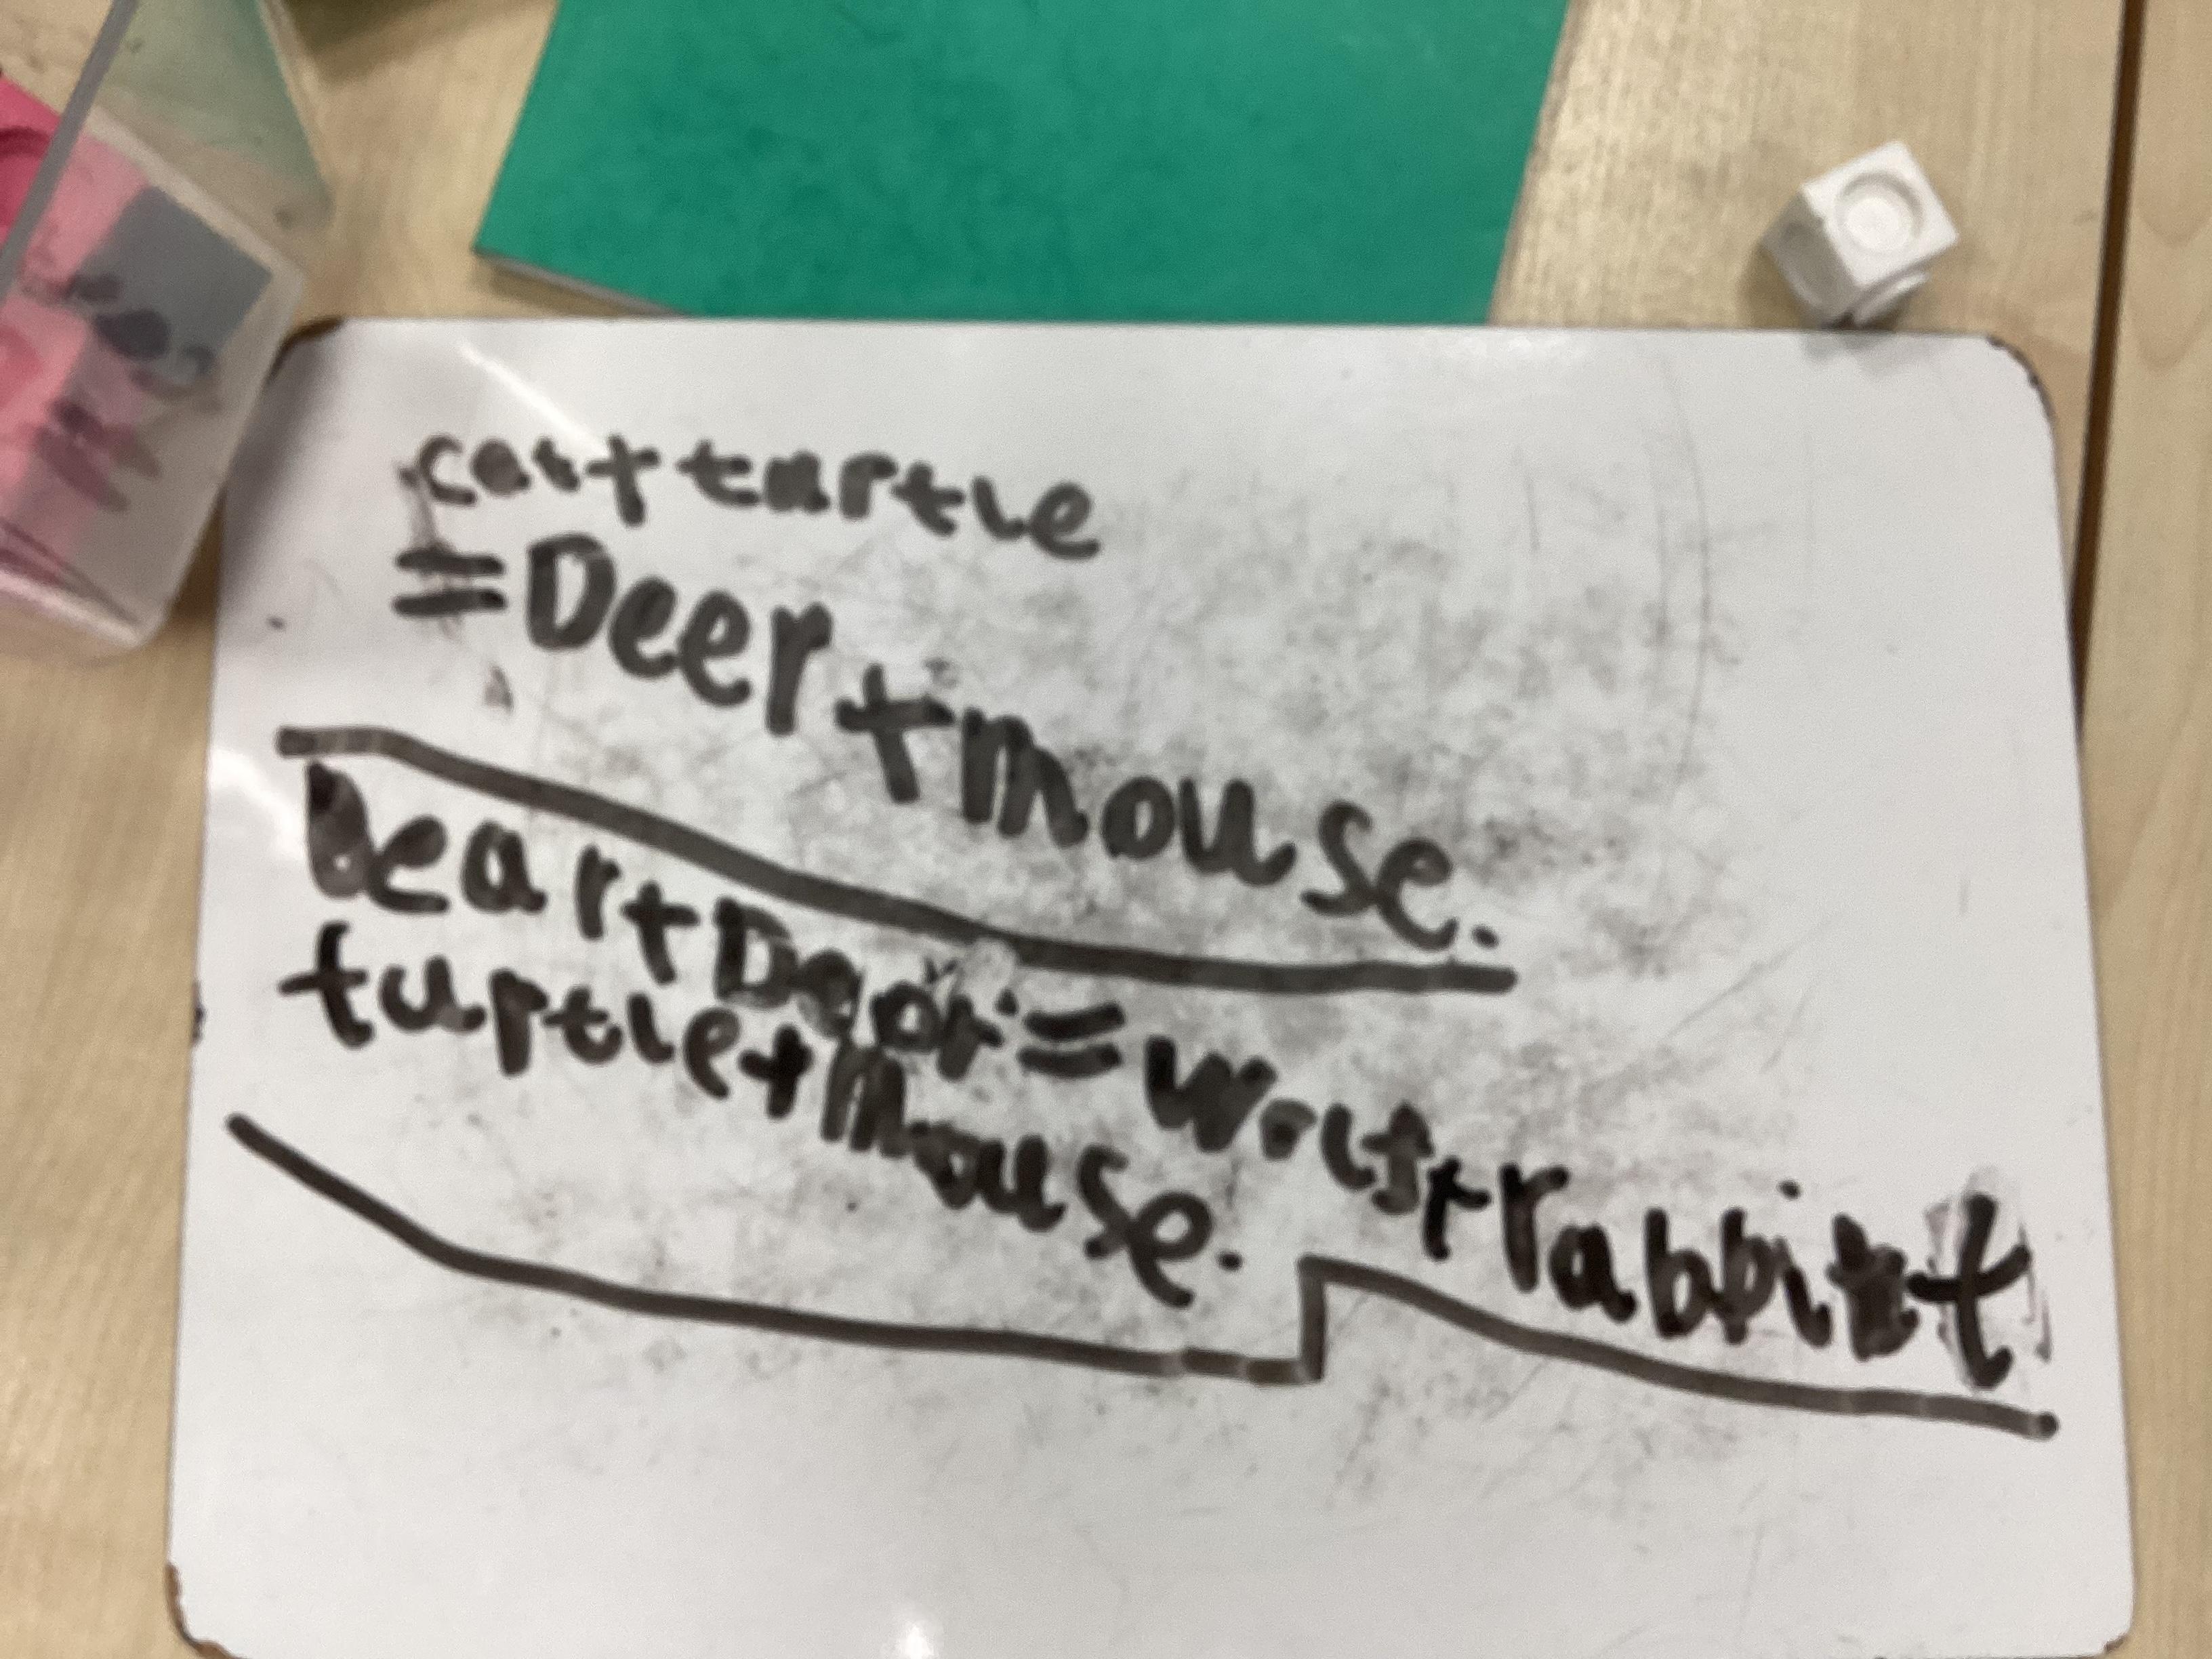 cat+turtle
=Deer+mouse.
bear+Deer=wolf+rabbit
turtle+mouse.